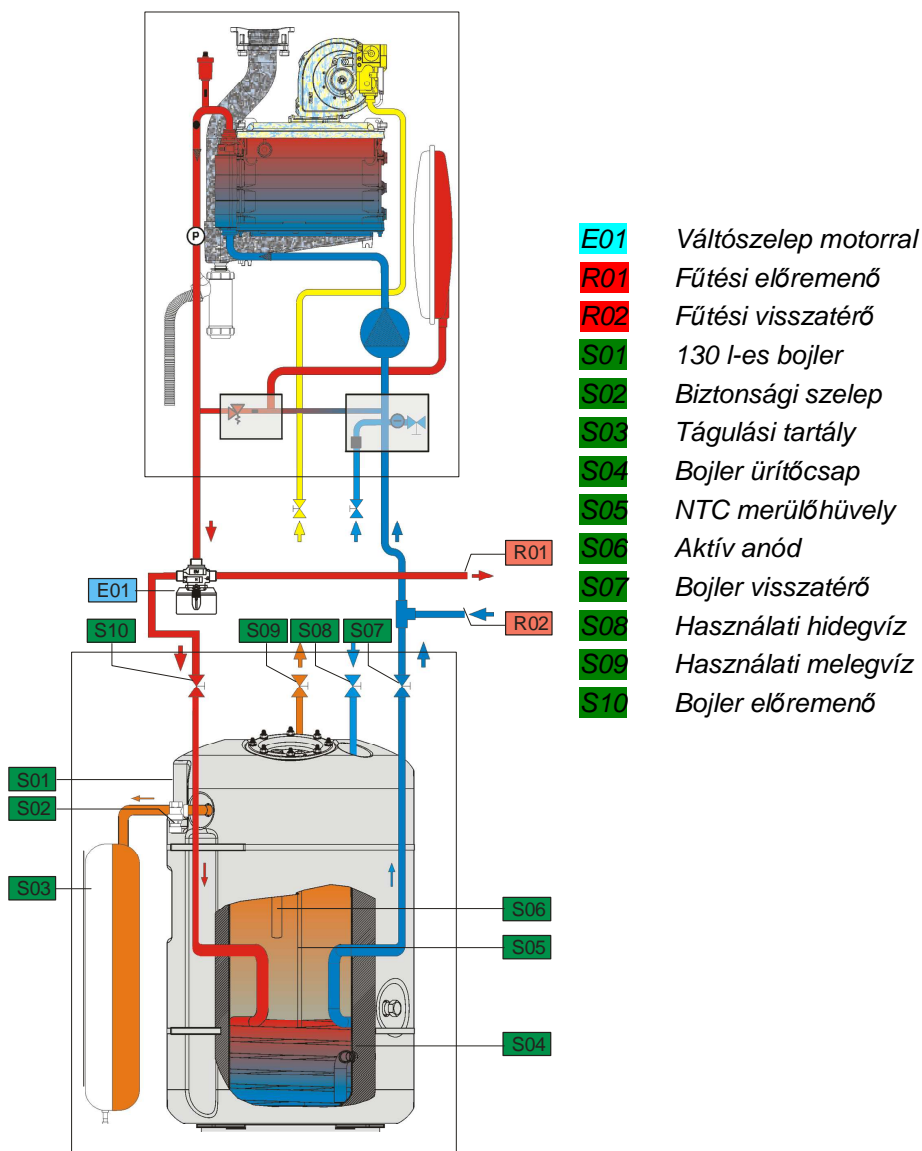 P
E01 Váltószelep motorral
R01 Fűtési előremenő
R02 Fűtési visszatérő
S01 130 l-es bojler
S02 Biztonsági szelep
S03 Tágulási tartály
S04 Bojler ürítőcsap
S05 NTC merülőhüvely
S06 Aktív anód
S07 Bojler visszatérő
S08 Használati hidegvíz
S09 Használati melegvíz
S10 Bojler előremenő
R01
E01
R02
S10 S09 S08 S07
S01
S02
S03
S06
S05
S04